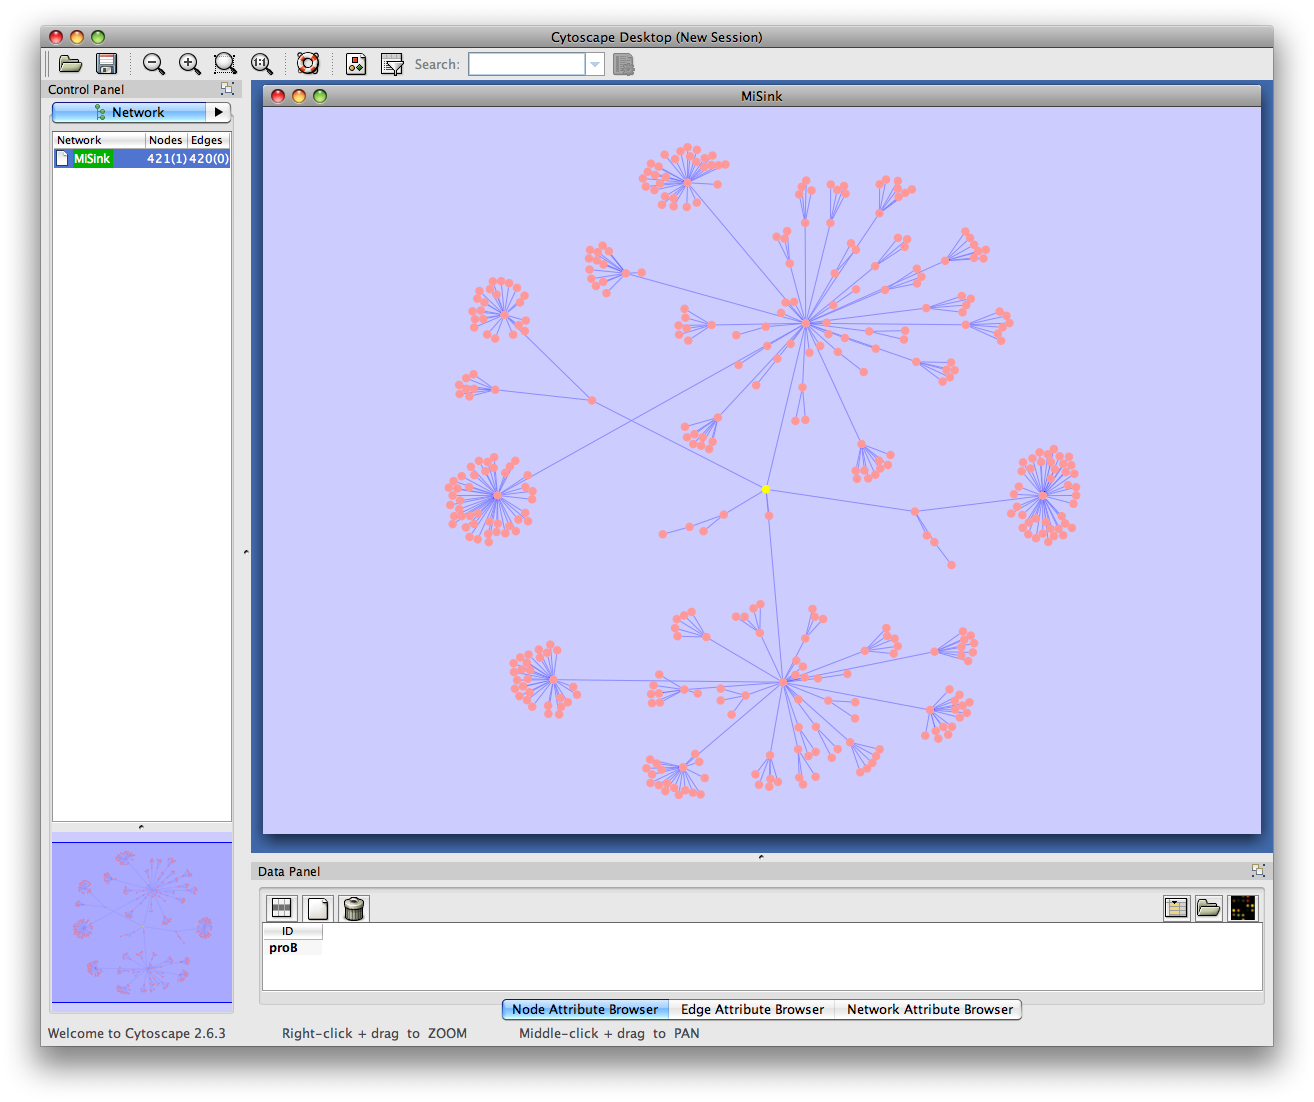 Cytoscape Desktop (New Session)
1:1
Search:
Control Panel
Network
Network Nodes Edges
MiSink 421(1) 420(0)
MiSink
Data Panel
ID
proB
Node Attribute Browser Edge Attribute Browser Network Attribute Browser
Welcome to Cytoscape 2.6.3 Right-click + drag to ZOOM Middle-click + drag to PAN